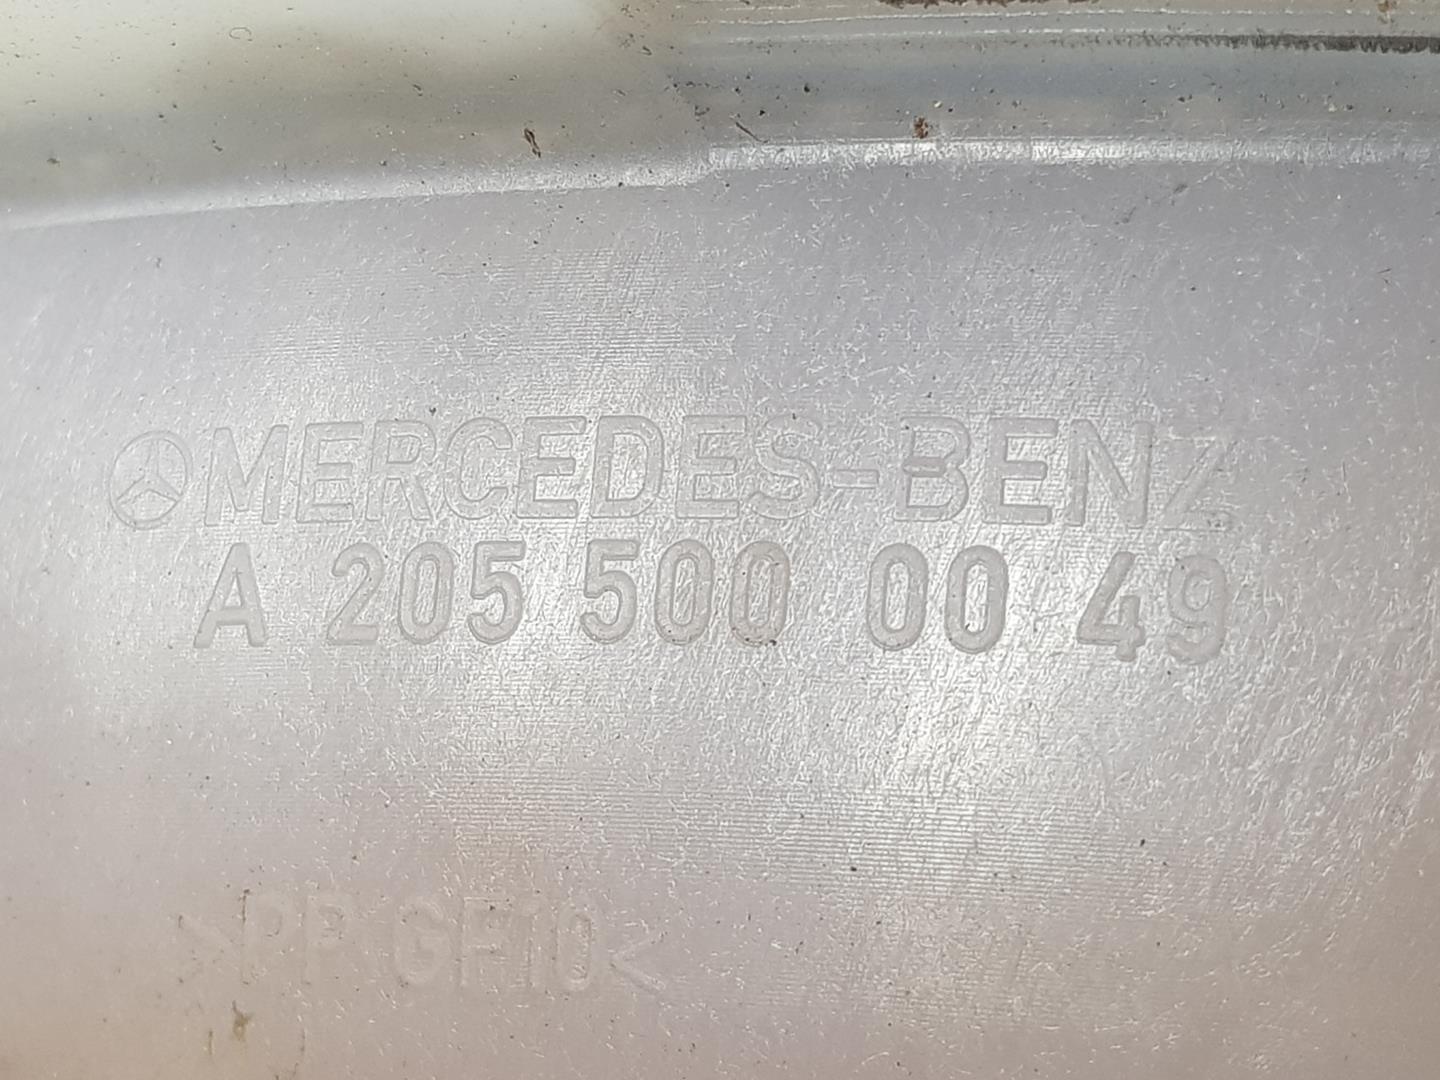 MERCEDES-BENZ
A 205 500 00 49
>PP GF10<